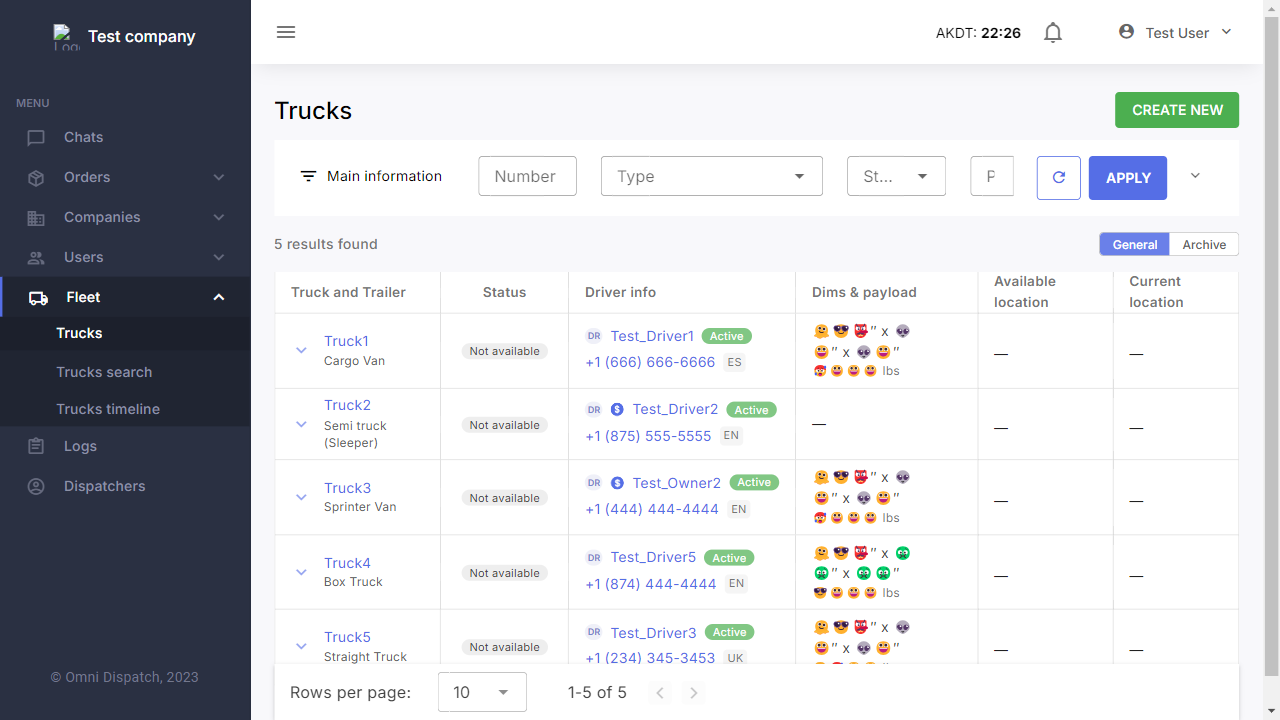 Test company
AKDT: 22:26
Test User
MENU
Chats
Orders
Companies
Users
Fleet
Trucks
Trucks search
Trucks timeline
Logs
Dispatchers
© Omni Dispatch, 2023
Trucks
CREATE NEW
Main information
Number
Type
St...
P
APPLY
5 results found
General
Archive
Truck and Trailer
Status
Driver info
Dims & payload
Available location
Current location
Truck1
Cargo Van
Not available
DR Test_Driver1 Active
+1 (666) 666-6666 ES
🫠😎👹″ x 👽
😀″ x 👽😀″
🥵😀😀😀 lbs
—
—
Truck2
Semi truck
(Sleeper)
Not available
DR Test_Driver2 Active
+1 (875) 555-5555 EN
—
—
—
Truck3
Sprinter Van
Not available
DR Test_Owner2 Active
+1 (444) 444-4444 EN
″ x
″ x ″
lbs
—
—
Truck4
Box Truck
Not available
DR Test_Driver5 Active
+1 (874) 444-4444 EN
″ x
″ x ″
lbs
—
—
Truck5
Straight Truck
Not available
DR Test_Driver3 Active
+1 (234) 345-3453 UK
″ x
″ x ″
—
—
Rows per page:
10
1-5 of 5